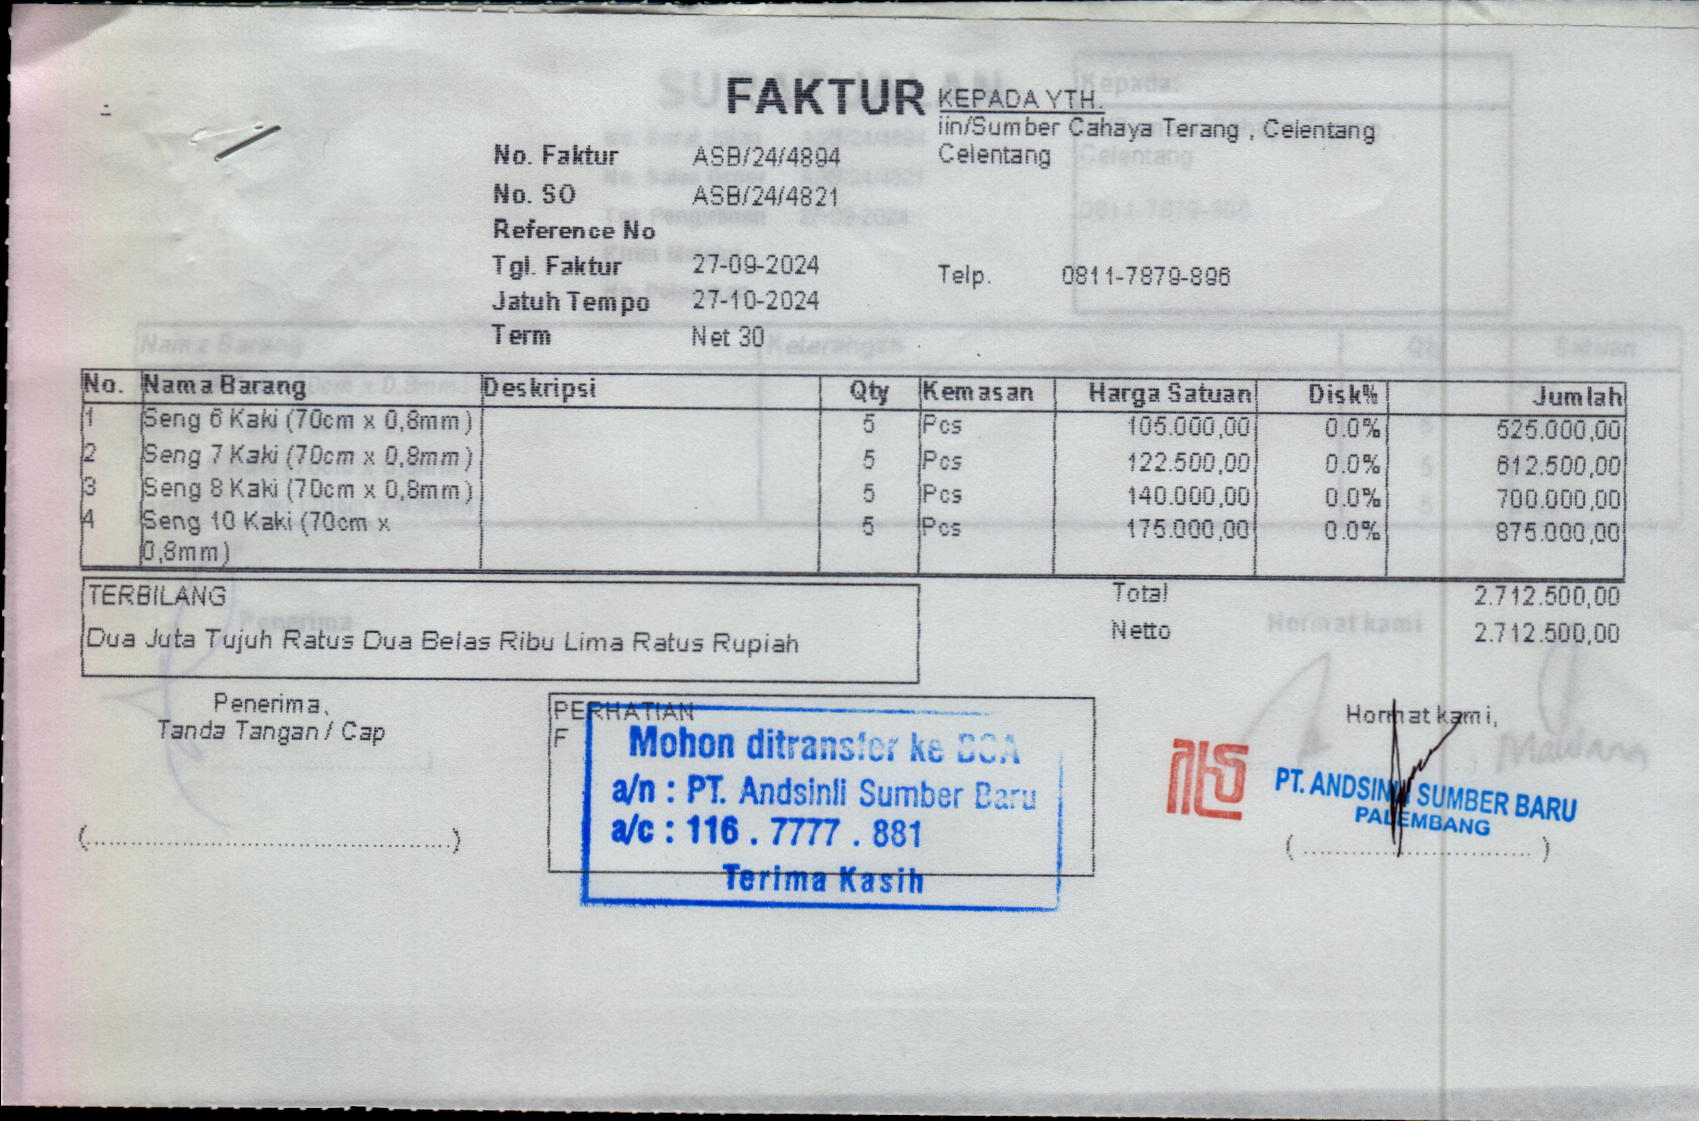 FAKTUR
KEPADA YTH.
iin/Sumber Cahaya Terang , Celentang
Celentang
No. Faktur ASB/24/4894
No. SO ASB/24/4821
Reference No
Tgl. Faktur 27-09-2024
Telp. 0811-7879-896
Jatuh Tempo 27-10-2024
Term Net 30
No. Nama Barang Deskripsi Qty Kemasan Harga Satuan Disk% Jumlah
1 Seng 6 Kaki (70cm x 0,8mm) 5 Pcs 105.000,00 0.0% 525.000,00
2 Seng 7 Kaki (70cm x 0,8mm) 5 Pcs 122.500,00 0.0% 612.500,00
3 Seng 8 Kaki (70cm x 0,8mm) 5 Pcs 140.000,00 0.0% 700.000,00
4 Seng 10 Kaki (70cm x 5 Pcs 175.000,00 0.0% 875.000,00
0,8mm)
TERBILANG
Dua Juta Tujuh Ratus Dua Belas Ribu Lima Ratus Rupiah
Total 2.712.500,00
Netto 2.712.500,00
Penerima,
Tanda Tangan / Cap
(..........................................................)
PERHATIAN
F
Mohon ditransfer ke BCA
a/n : PT. Andsinli Sumber Baru
a/c : 116 . 7777 . 881
Terima Kasih
Hormat kami,
PT. ANDSINLI SUMBER BARU
PALEMBANG
( ..................................... )